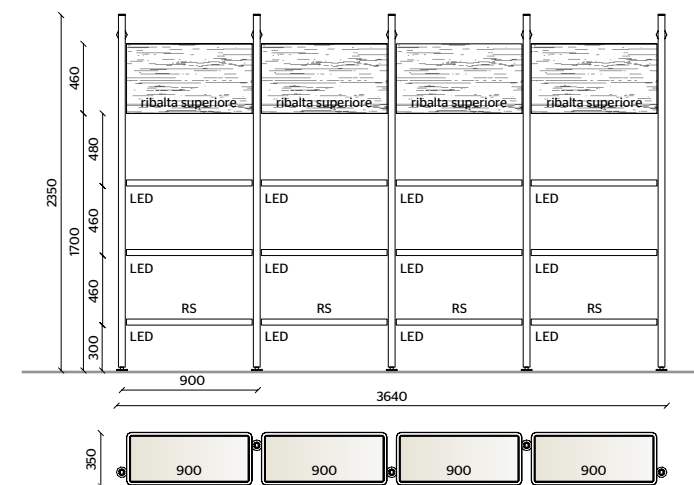 460
ribalta superiore ribalta superiore ribalta superiore ribalta superiore
480
2350
LED LED LED LED
460
1700
LED LED LED LED
460
RS RS RS RS
LED LED LED LED
300
900
3640
350
900 900 900 900